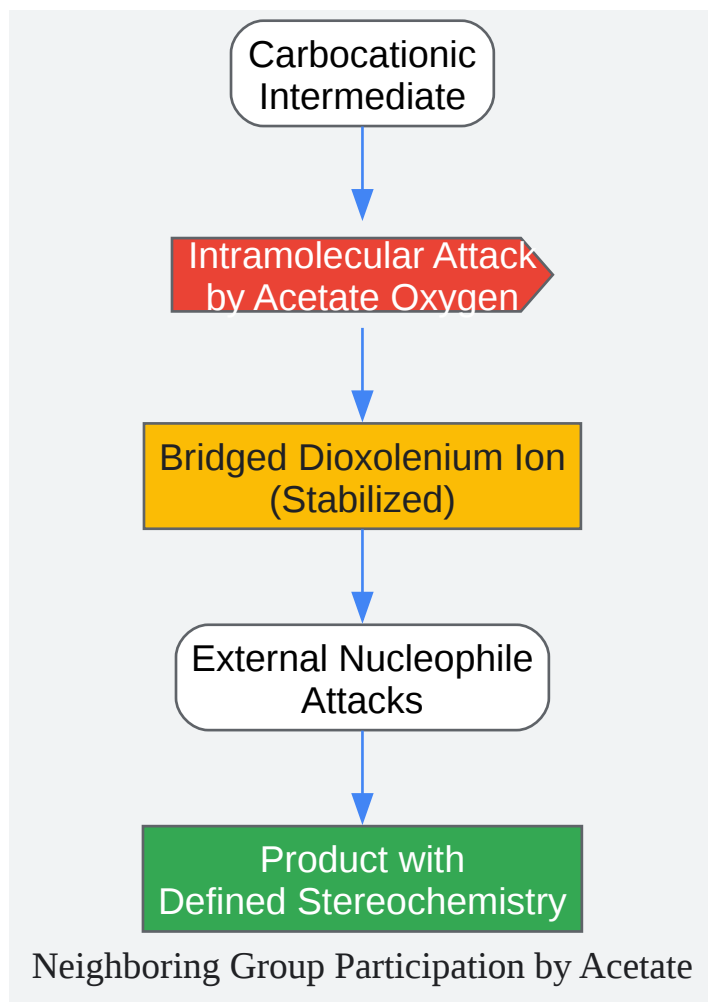 Carbocationic
Intermediate
Intramolecular Attack
by Acetate Oxygen
Bridged Dioxolenium Ion
(Stabilized)
External Nucleophile
Attacks
Product with
Defined Stereochemistry
Neighboring Group Participation by Acetate